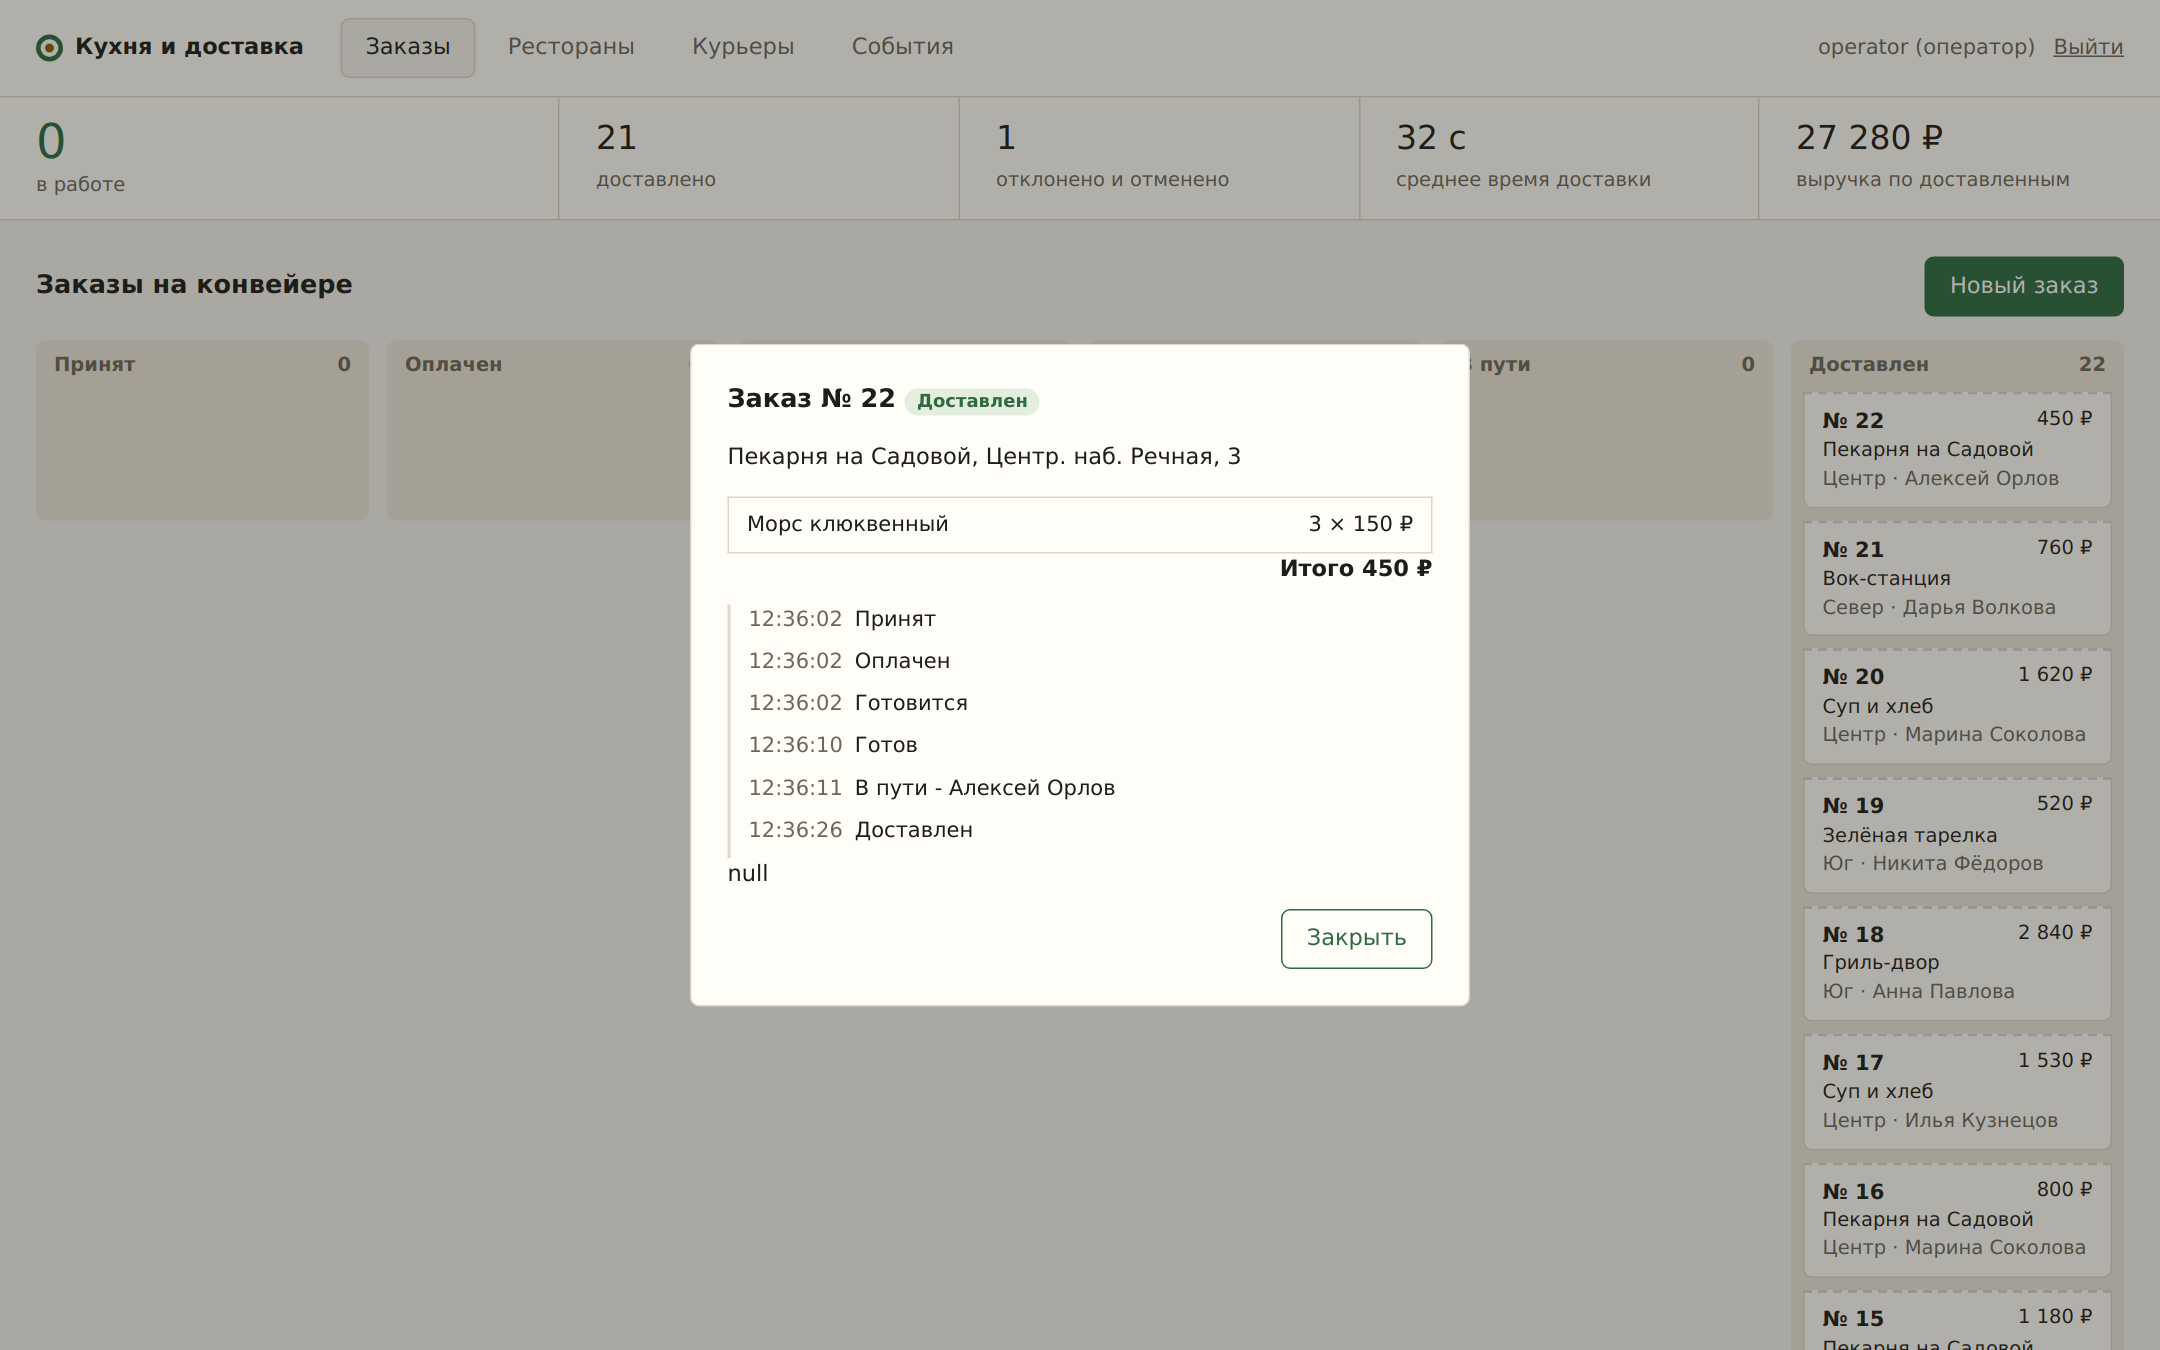 Кухня и доставка
Заказы
Рестораны
Курьеры
События
operator (оператор)
Выйти
0
в работе
21
доставлено
1
отклонено и отменено
32 с
среднее время доставки
27 280 ₽
выручка по доставленным
Заказы на конвейере
Новый заказ
Принят 0
Оплачен
пути 0
Доставлен 22
Заказ № 22 Доставлен
Пекарня на Садовой, Центр. наб. Речная, 3
Морс клюквенный 3 × 150 ₽
Итого 450 ₽
12:36:02 Принят
12:36:02 Оплачен
12:36:02 Готовится
12:36:10 Готов
12:36:11 В пути - Алексей Орлов
12:36:26 Доставлен
null
Закрыть
№ 22 450 ₽
Пекарня на Садовой
Центр · Алексей Орлов
№ 21 760 ₽
Вок-станция
Север · Дарья Волкова
№ 20 1 620 ₽
Суп и хлеб
Центр · Марина Соколова
№ 19 520 ₽
Зелёная тарелка
Юг · Никита Фёдоров
№ 18 2 840 ₽
Гриль-двор
Юг · Анна Павлова
№ 17 1 530 ₽
Суп и хлеб
Центр · Илья Кузнецов
№ 16 800 ₽
Пекарня на Садовой
Центр · Марина Соколова
№ 15 1 180 ₽
Пекарня на Садовой